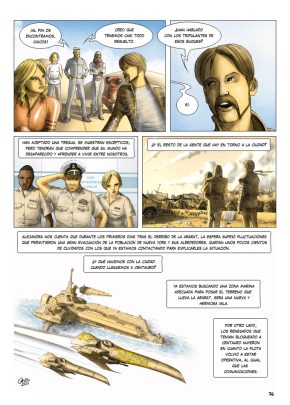 ¡AL FIN OS
ENCONTRAMOS,
CHICOS!
CREO QUE
TENEMOS CASI TODO
RESUELTO.
¿HAN HABLADO
CON LOS TRIPULANTES DE
ESOS BUQUES?
SÍ.
HAN ACEPTADO UNA TREGUA. SE MUESTRAN ESCÉPTICOS,
PERO TENDRÁN QUE COMPRENDER QUE SU MUNDO HA
DESAPARECIDO Y APRENDER A VIVIR ENTRE NOSOTROS.
¿Y EL RESTO DE LA GENTE QUE HAY EN TORNO A LA CIUDAD?
ALEJANDRA NOS CUENTA QUE DURANTE LOS PRIMEROS DÍAS TRAS EL DERRIBO DE LA ARARAT, LA ESFERA SUFRIÓ FLUCTUACIONES
QUE PERMITIERON UNA GRAN EVACUACIÓN DE LA POBLACIÓN DE NUEVA YORK Y SUS ALREDEDORES. QUEDAN UNOS POCOS CIENTOS
DE OLVIDADOS CON LOS QUE YA ESTAMOS CONTACTANDO PARA EXPLICARLES LA SITUACIÓN.
¿Y QUÉ HACEMOS CON LA CIUDAD
CUANDO LLEGUEMOS A CENTAURO?
YA ESTAMOS BUSCANDO UNA ZONA MARINA
ADECUADA PARA POSAR EL TERRENO QUE
LLEVA LA ARARAT. SERÁ UNA NUEVA Y
HERMOSA ISLA.
POR OTRO LADO,
LOS RENEGADOS QUE
TENÍAN BLOQUEADO
A CENTAURO HUYERON
EN CUANTO LA FLOTA
VOLVIÓ A ESTAR
OPERATIVA, AL IGUAL
QUE LAS
COMUNICACIONES.
76